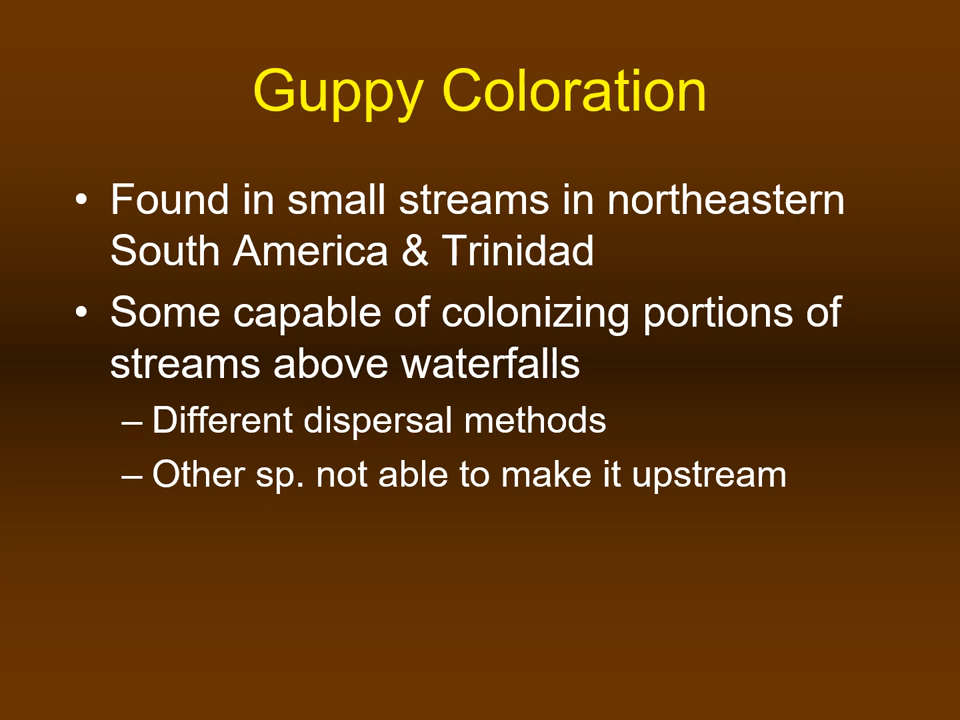 Guppy Coloration
• Found in small streams in northeastern
South America & Trinidad
• Some capable of colonizing portions of
streams above waterfalls
– Different dispersal methods
– Other sp. not able to make it upstream